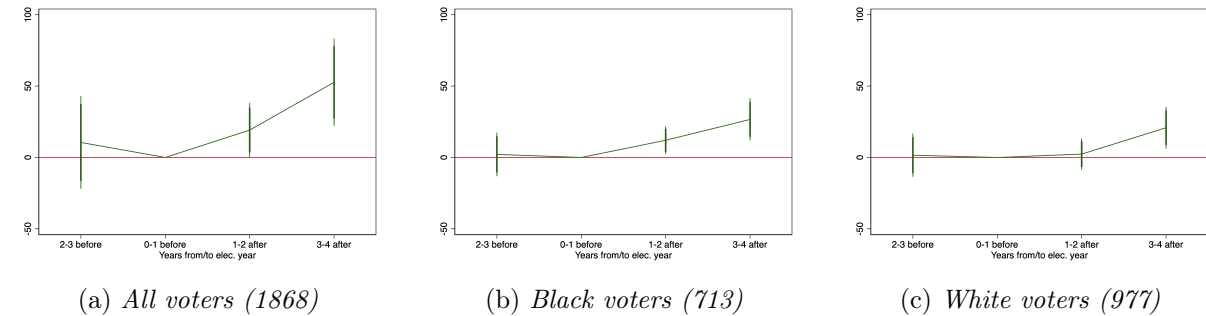 100
50
0
-50
2-3 before 0-1 before 1-2 after 3-4 after
Years from/to elec. year
(a) All voters (1868)
100
50
0
-50
2-3 before 0-1 before 1-2 after 3-4 after
Years from/to elec. year
(b) Black voters (713)
100
50
0
-50
2-3 before 0-1 before 1-2 after 3-4 after
Years from/to elec. year
(c) White voters (977)